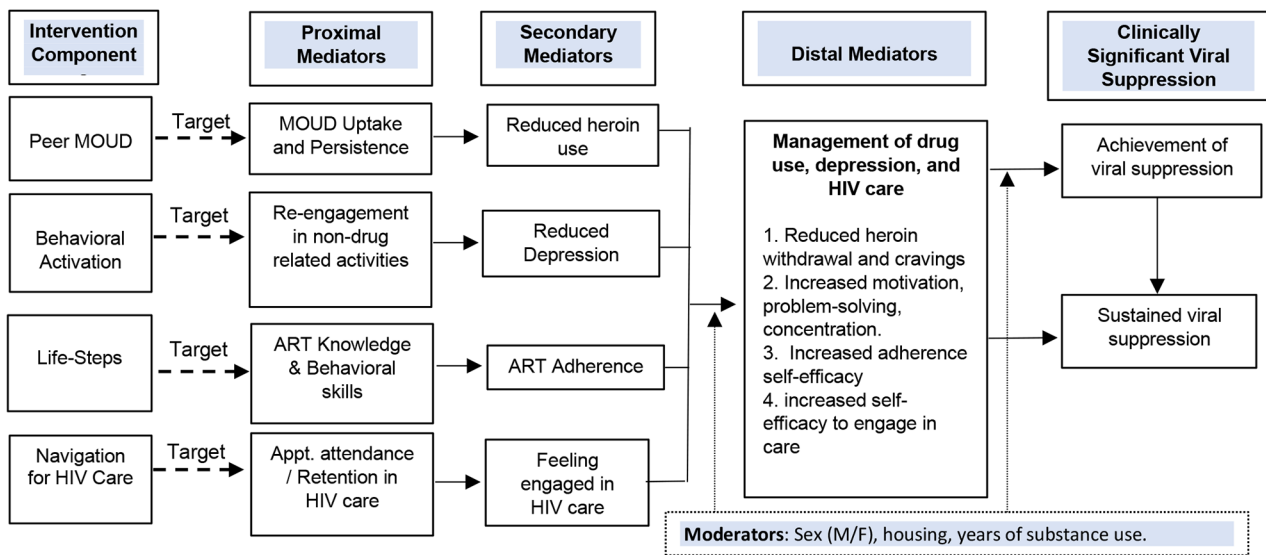 Intervention
Component
Proximal
Mediators
Secondary
Mediators
Distal Mediators
Clinically
Significant Viral
Suppression
Peer MOUD
Target
MOUD Uptake
and Persistence
Reduced heroin
use
Behavioral
Activation
Target
Re-engagement
in non-drug
related activities
Reduced
Depression
Life-Steps
Target
ART Knowledge
& Behavioral
skills
ART Adherence
Navigation
for HIV Care
Target
Appt. attendance
/ Retention in
HIV care
Feeling
engaged in
HIV care
Management of drug
use, depression, and
HIV care
1. Reduced heroin
withdrawal and cravings
2. Increased motivation,
problem-solving,
concentration.
3. Increased adherence
self-efficacy
4. increased self-
efficacy to engage in
care
Achievement of
viral suppression
Sustained viral
suppression
Moderators: Sex (M/F), housing, years of substance use.